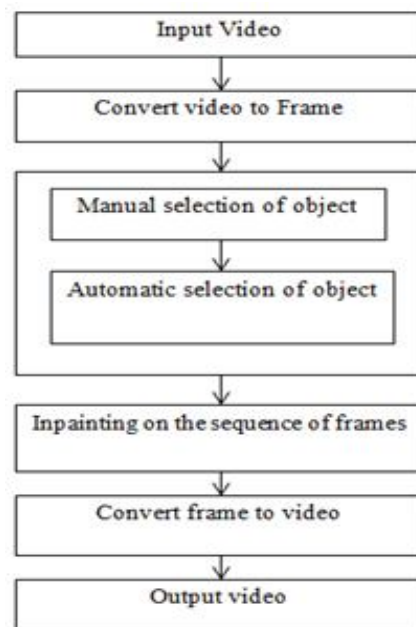 Input Video
Convert video to Frame
Manual selection of object
Automatic selection of object
Inpainting on the sequence of frames
Convert frame to video
Output video